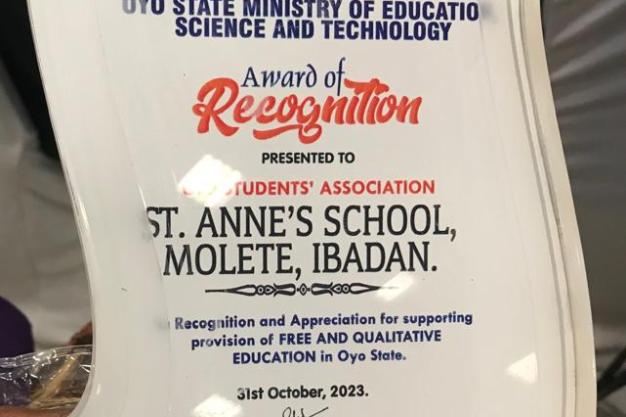 OYO STATE MINISTRY OF EDUCATIO
SCIENCE AND TECHNOLOGY
Award of
Recognition
PRESENTED TO
STUDENTS' ASSOCIATION
ST. ANNE'S SCHOOL,
MOLETE, IBADAN.
Recognition and Appreciation for supporting
provision of FREE AND QUALITATIVE
EDUCATION in Oyo State.
31st October, 2023.